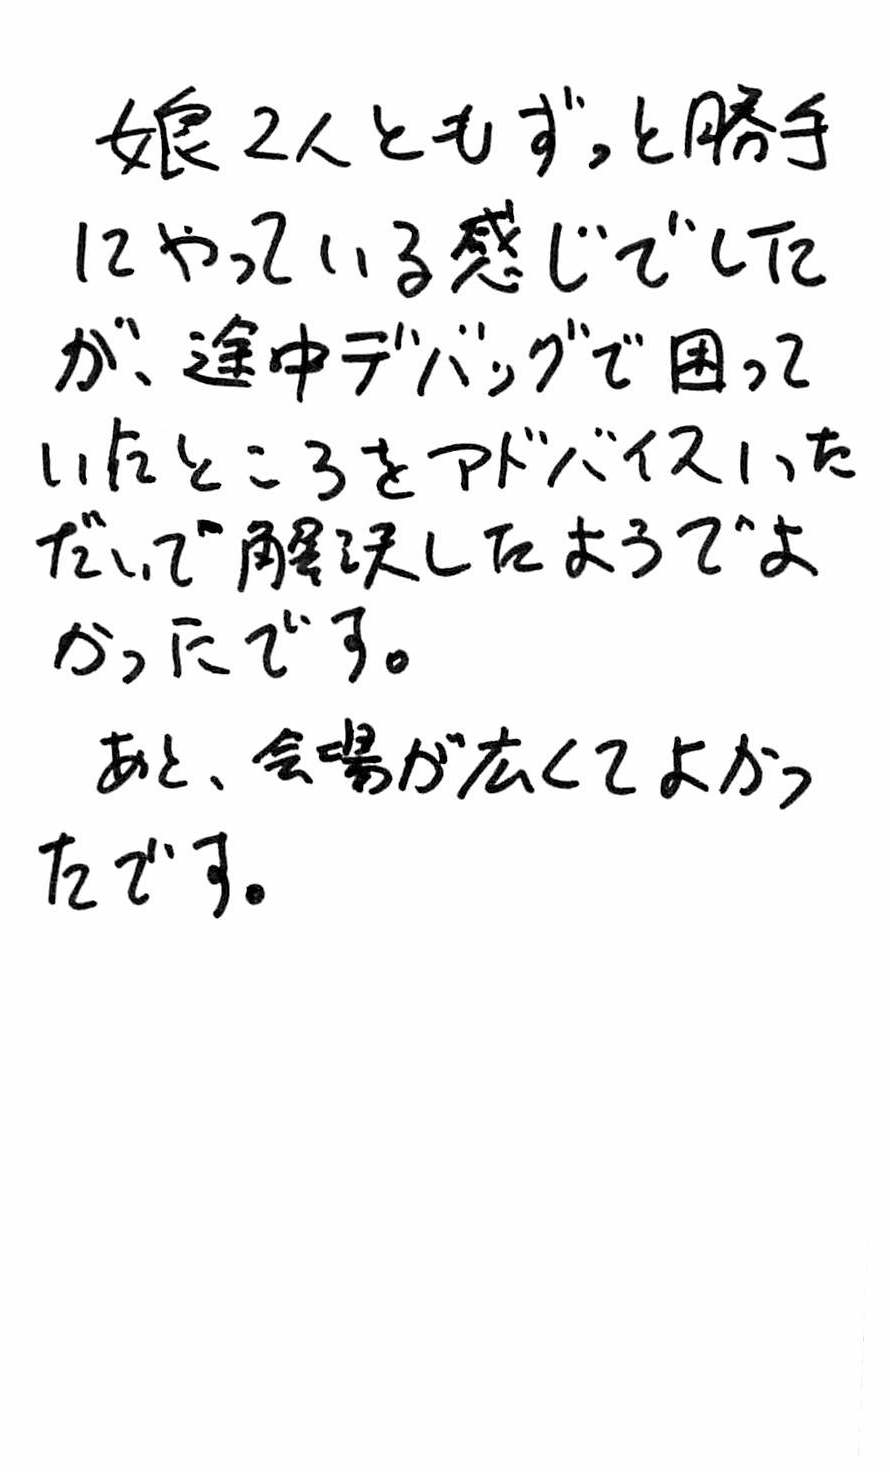 娘2人ともずっと勝手
にやっている感じでした
が、途中デバッグで困って
いたところをアドバイスいった
だいで解決したようでよ
かったです。
あと、会場が広くてよかっ
たです。